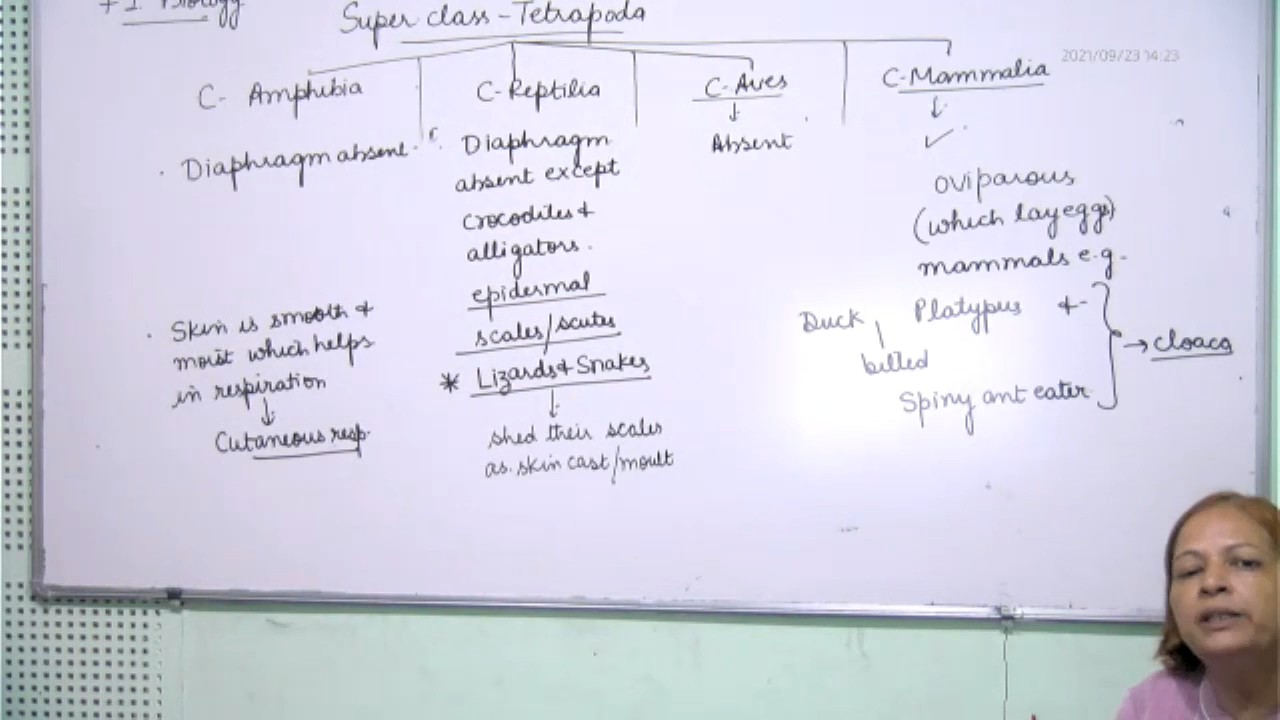 +1 Biology
Super class - Tetrapoda
2021/09/23 14:23
C- Amphibia
Diaphragm absent
Skin is smooth &
moist which helps
in respiration
Cutaneous resp.
C-Reptilia
Diaphragm
absent except
crocodiles &
alligators.
epidermal
scales/scutes
* Lizards & Snakes
shed their scales
as skin cast/moult
C-Aves
Absent
C-Mammalia
✓
oviparous
(which lay eggs)
mammals e.g.
Duck Platypus &
billed
Spiny ant eater
→ cloaca